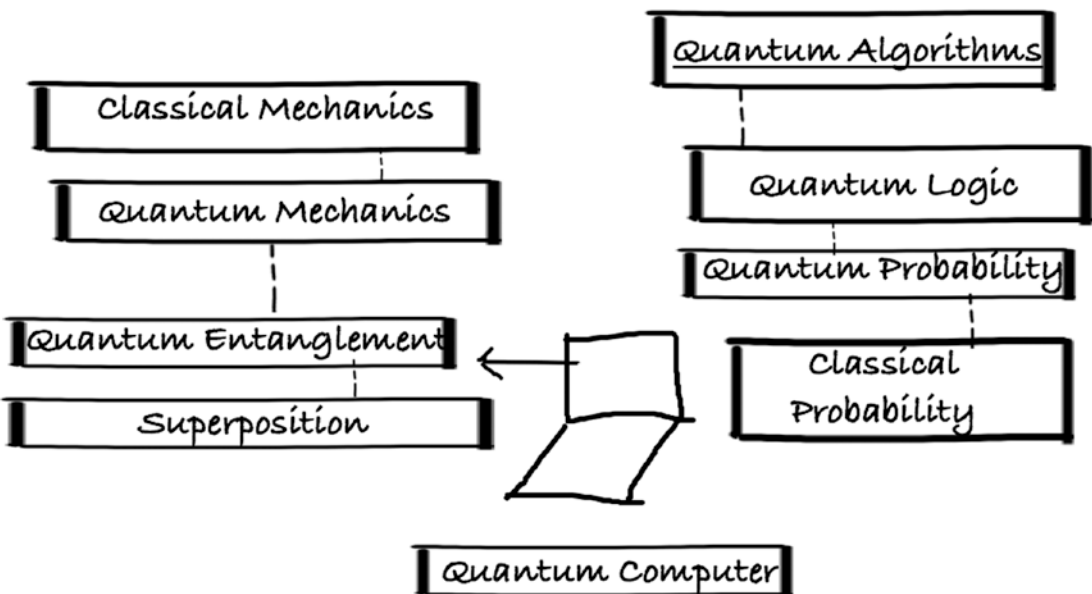 Classical Mechanics
Quantum Mechanics
Quantum Entanglement
Superposition
Quantum Algorithms
Quantum Logic
Quantum Probability
Classical
Probability
Quantum Computer